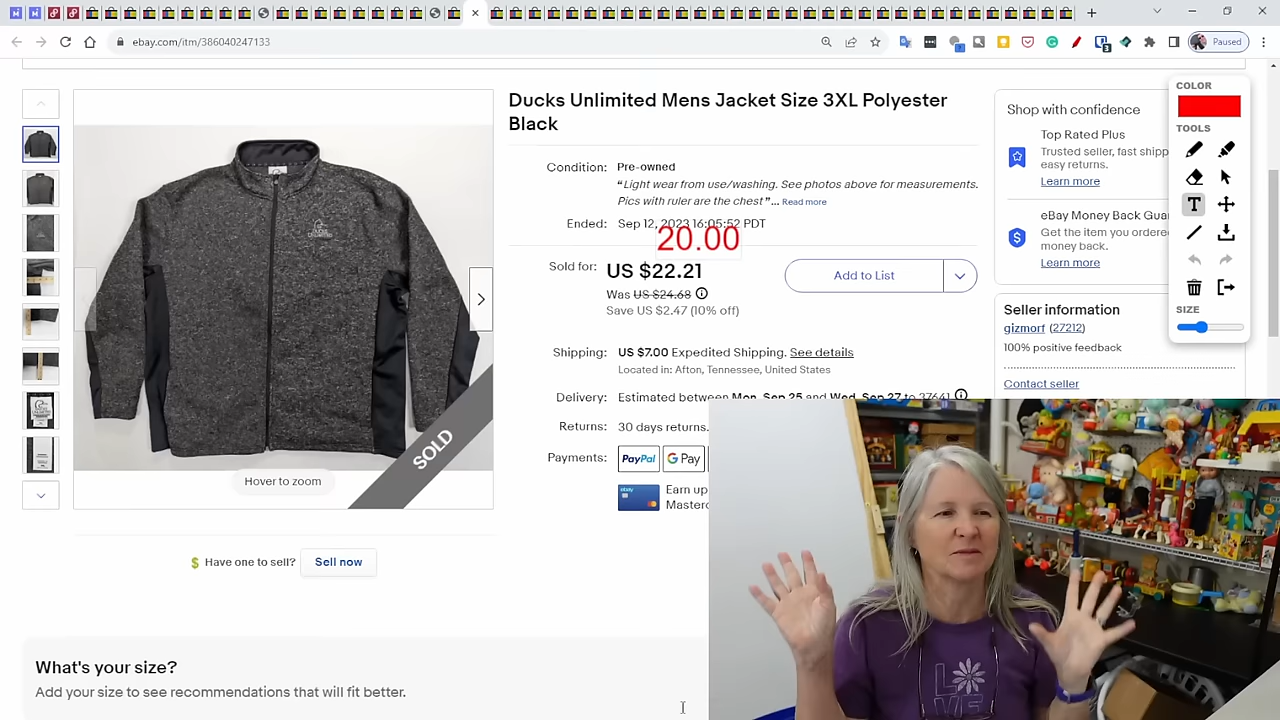 ebay.com/itm/386040247133
Paused
Ducks Unlimited Mens Jacket Size 3XL Polyester
Black
Condition:
Pre-owned
“Light wear from use/washing. See photos above for measurements.
Pics with ruler are the chest”... Read more
Ended:
Sep 12, 2023 16:05:52 PDT
20.00
Sold for:
US $22.21
Add to List
Was US $24.68
Save US $2.47 (10% off)
Shipping:
US $7.00 Expedited Shipping. See details
Located in: Afton, Tennessee, United States
Delivery:
Estimated between Mon, Sep 25 and Wed, Sep 27 to 37641
Returns:
30 days returns.
Payments:
PayPal
G Pay
ebay
Earn up
Masterc
SOLD
Hover to zoom
Have one to sell?
Sell now
What's your size?
Add your size to see recommendations that will fit better.
Shop with confidence
Top Rated Plus
Trusted seller, fast shipp
easy returns.
Learn more
eBay Money Back Gua
Get the item you ordered
money back.
Learn more
Seller information
gizmorf (27212)
100% positive feedback
Contact seller
COLOR
TOOLS
T
SIZE
LOVE